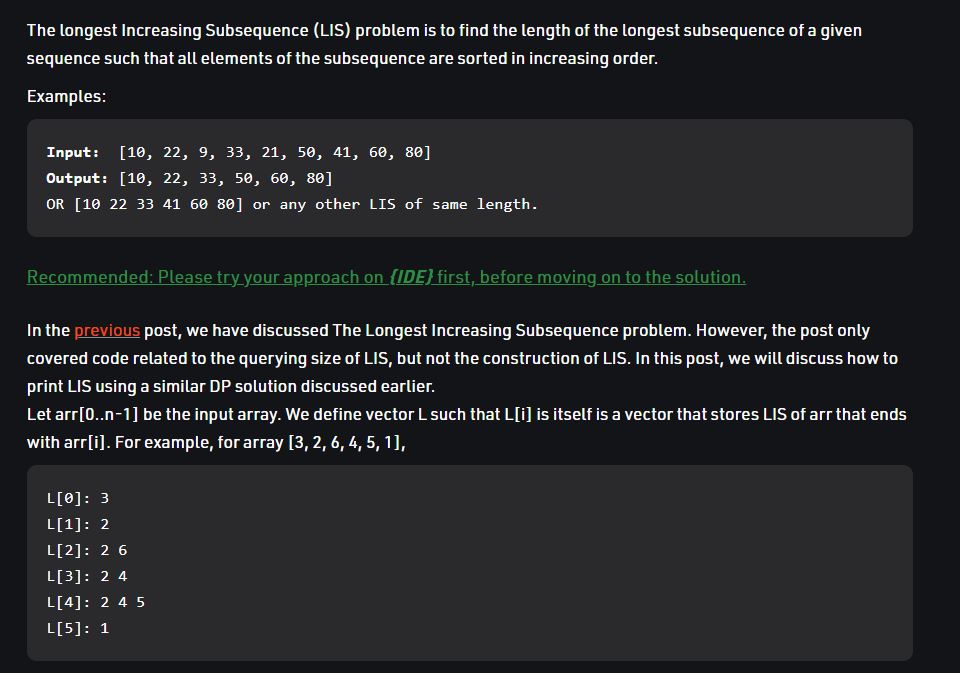 The longest Increasing Subsequence (LIS) problem is to find the length of the longest subsequence of a given
sequence such that all elements of the subsequence are sorted in increasing order.
Examples:
Input:  [10, 22, 9, 33, 21, 50, 41, 60, 80]
Output: [10, 22, 33, 50, 60, 80]
OR [10 22 33 41 60 80] or any other LIS of same length.
Recommended: Please try your approach on {IDE} first, before moving on to the solution.
In the previous post, we have discussed The Longest Increasing Subsequence problem. However, the post only
covered code related to the querying size of LIS, but not the construction of LIS. In this post, we will discuss how to
print LIS using a similar DP solution discussed earlier.
Let arr[0..n-1] be the input array. We define vector L such that L[i] is itself is a vector that stores LIS of arr that ends
with arr[i]. For example, for array [3, 2, 6, 4, 5, 1],
L[0]: 3
L[1]: 2
L[2]: 2 6
L[3]: 2 4
L[4]: 2 4 5
L[5]: 1